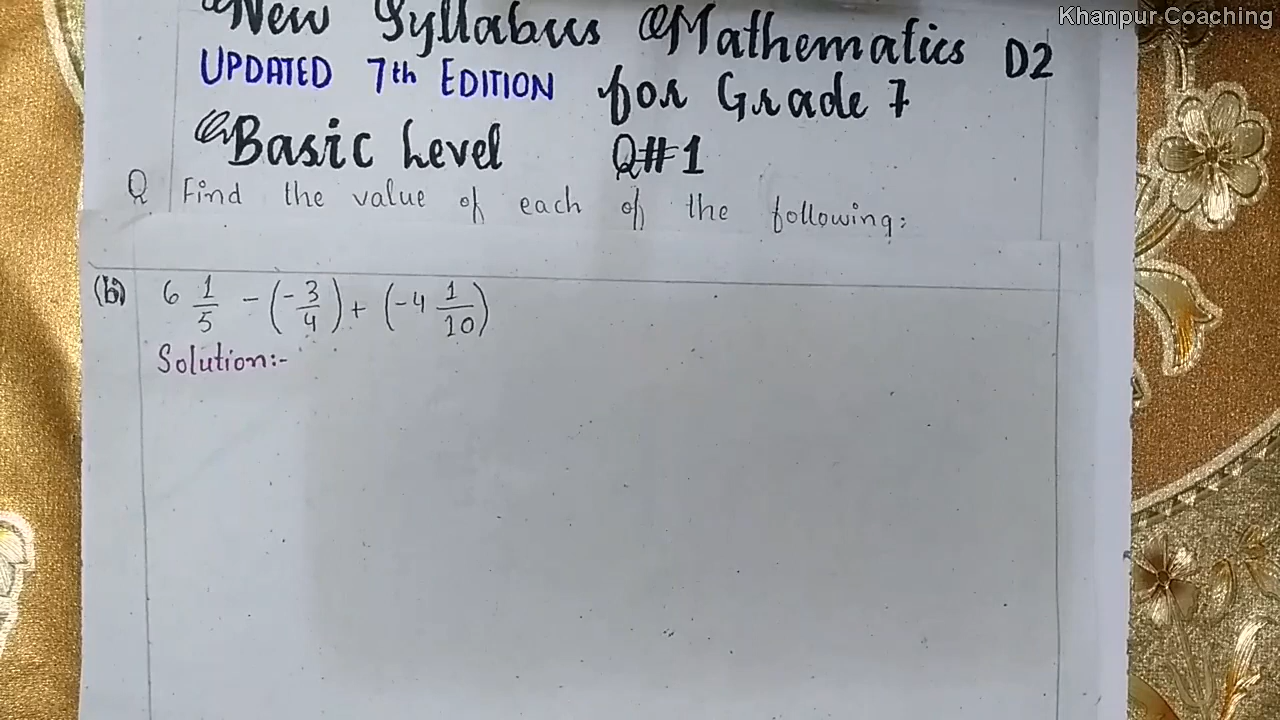 Khanpur Coaching
New Syllabus Mathematics D2
UPDATED 7th EDITION for Grade 7
Basic Level Q#1
Q Find the value of each of the following:
(b) 6 1/5 - (-3/4) + (-4 1/10)
Solution:-